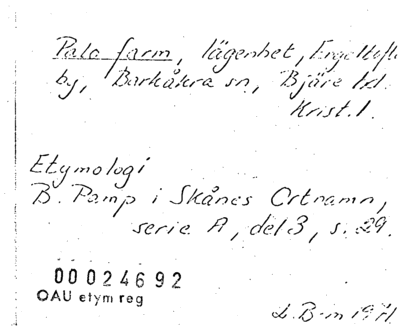 Palo farm, lägenhet, Engeltofta
by, Barkåkra sn, Bjäre hd.
Krist. l.
Etymologi
B. Pamp i Skånes Ortnamn,
serie A, del 3, s. 29.
00024692
OAU etym reg
B-m 1971